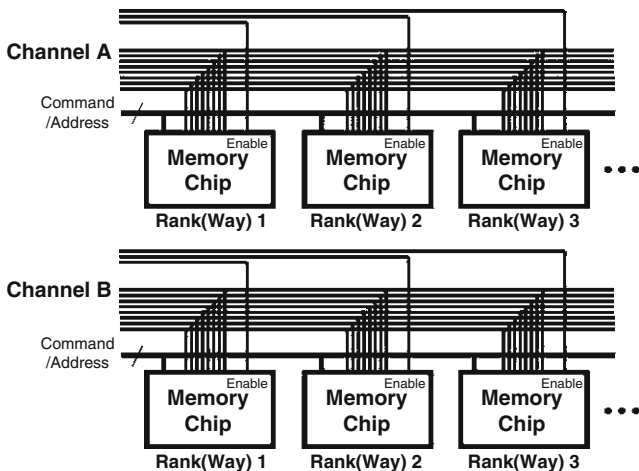 Channel A
Command
/Address
Enable Enable Enable
Memory Memory Memory
Chip Chip Chip
Rank(Way) 1 Rank(Way) 2 Rank(Way) 3
Channel B
Command
/Address
Enable Enable Enable
Memory Memory Memory
Chip Chip Chip
Rank(Way) 1 Rank(Way) 2 Rank(Way) 3